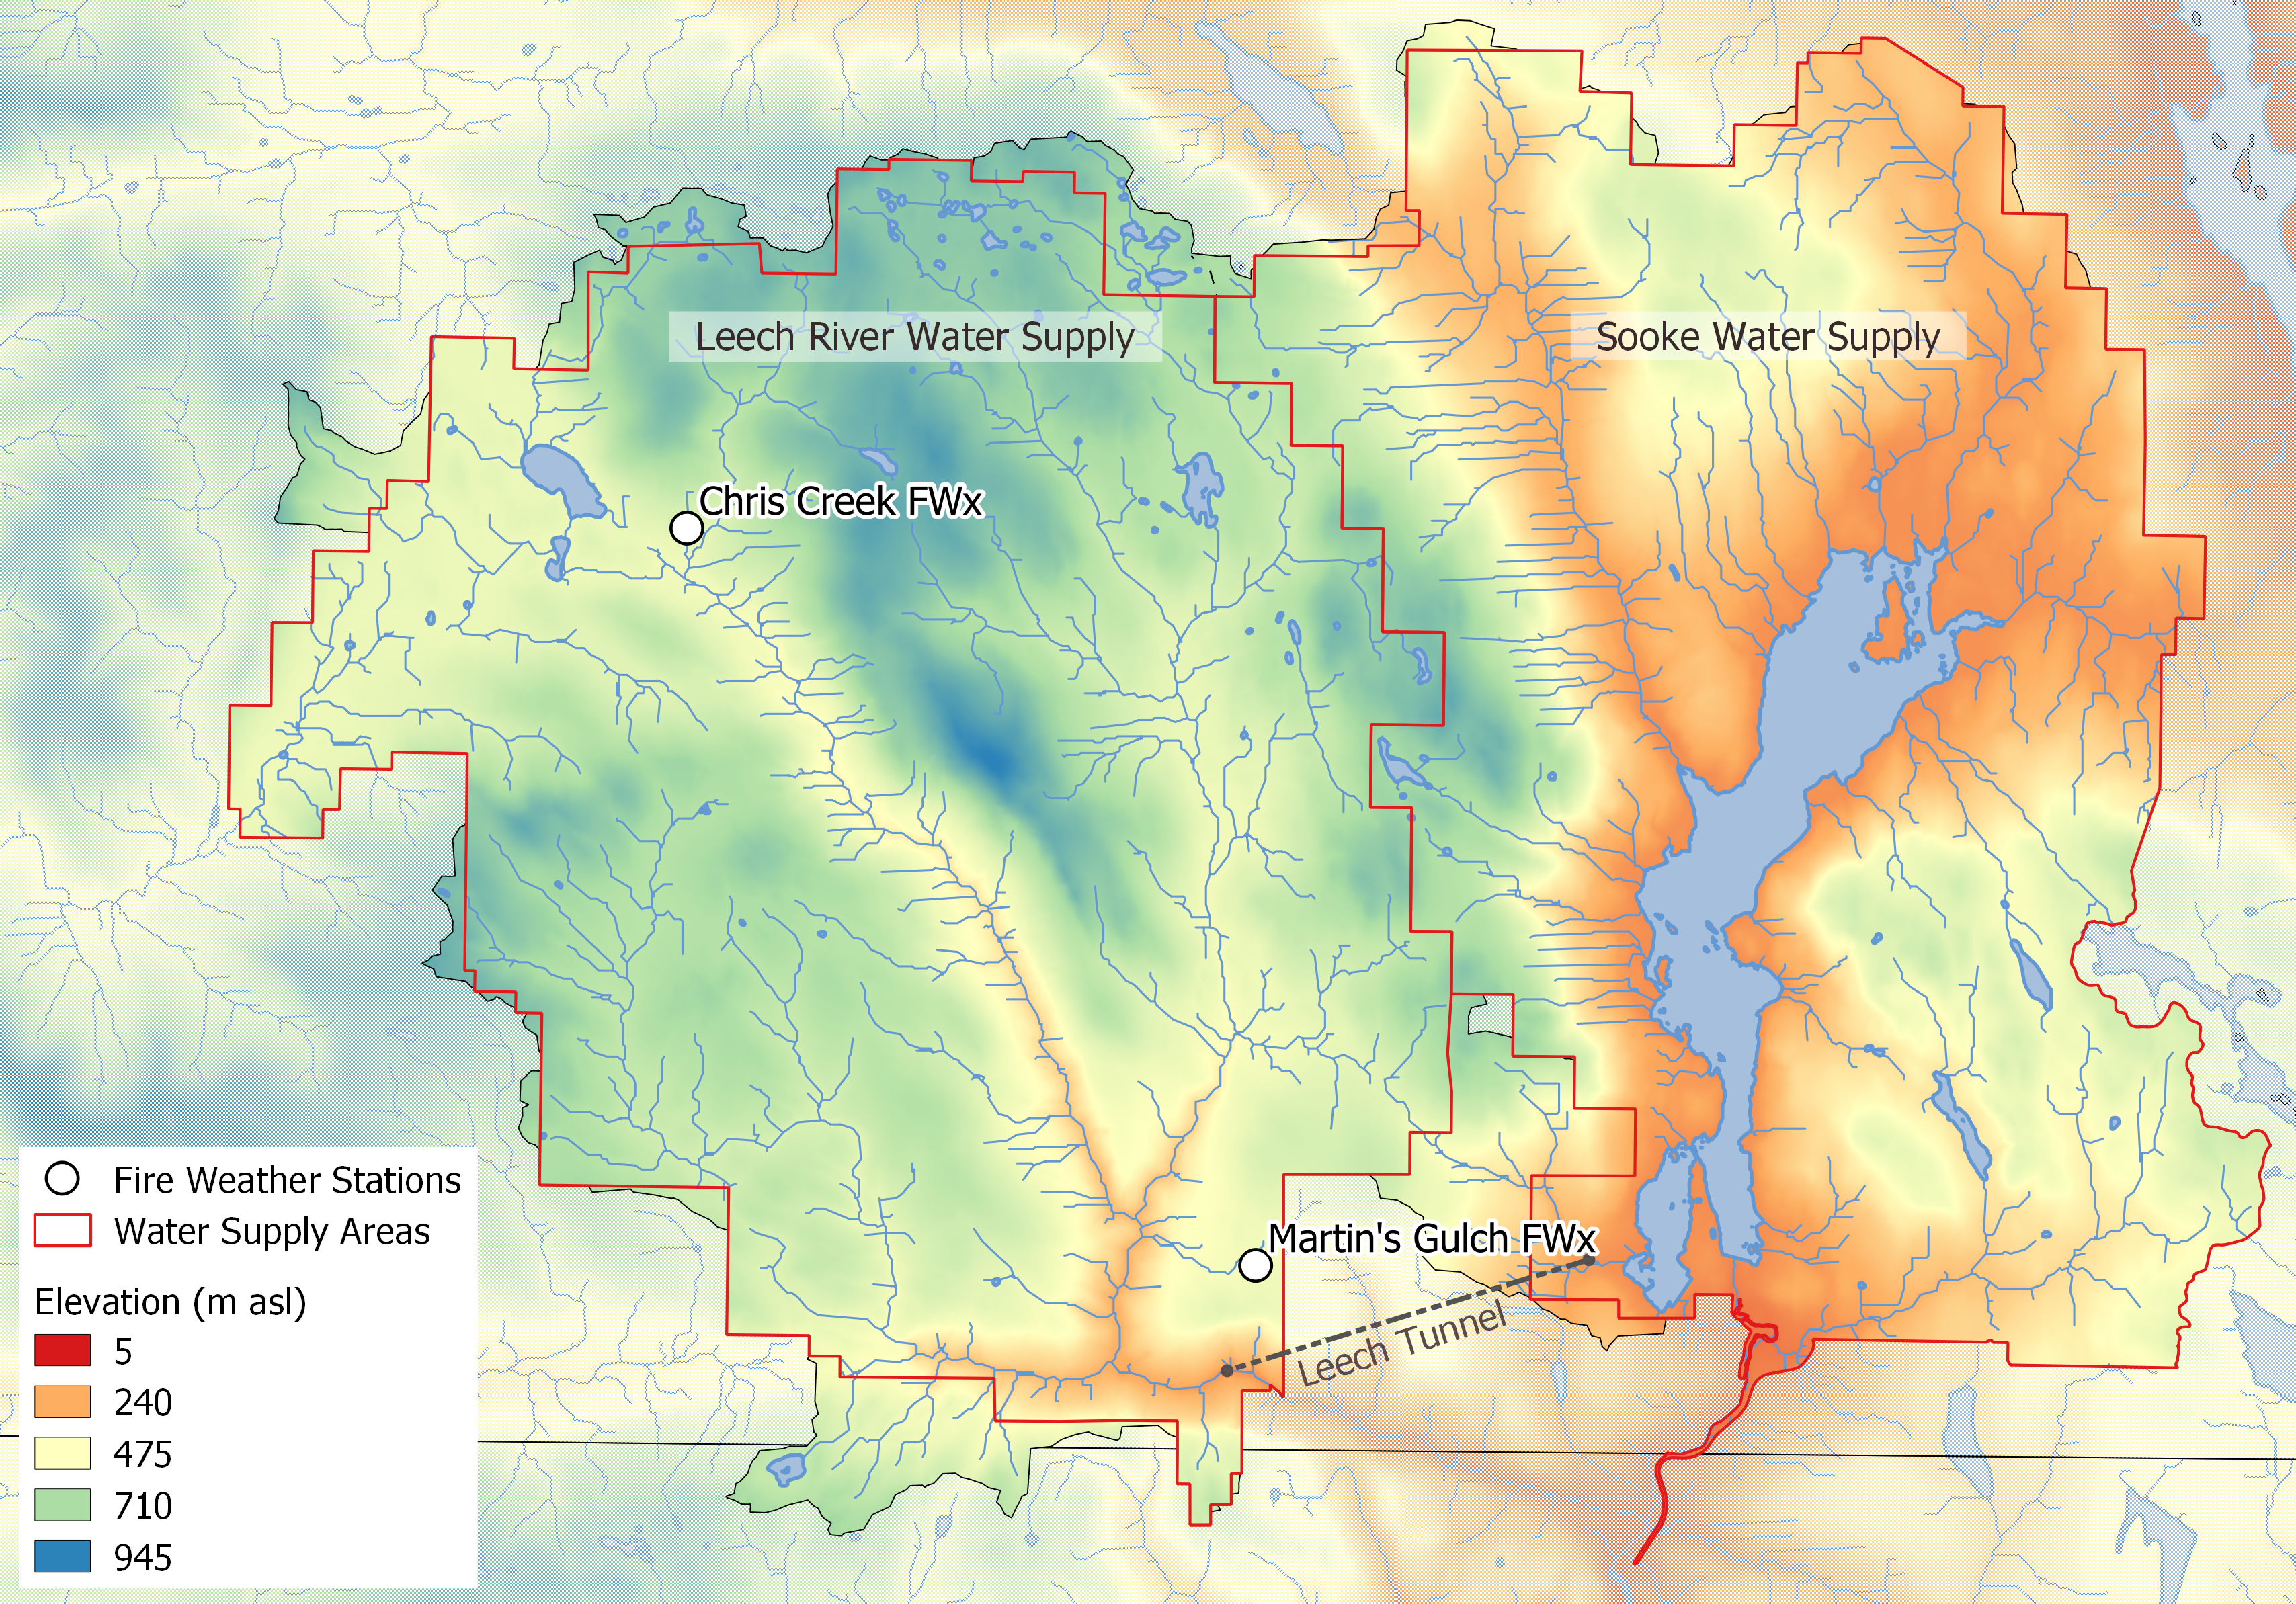 Leech River Water Supply
Sooke Water Supply
Chris Creek FWx
Martin's Gulch FWx
Leech Tunnel
Fire Weather Stations
Water Supply Areas
Elevation (m asl)
5
240
475
710
945